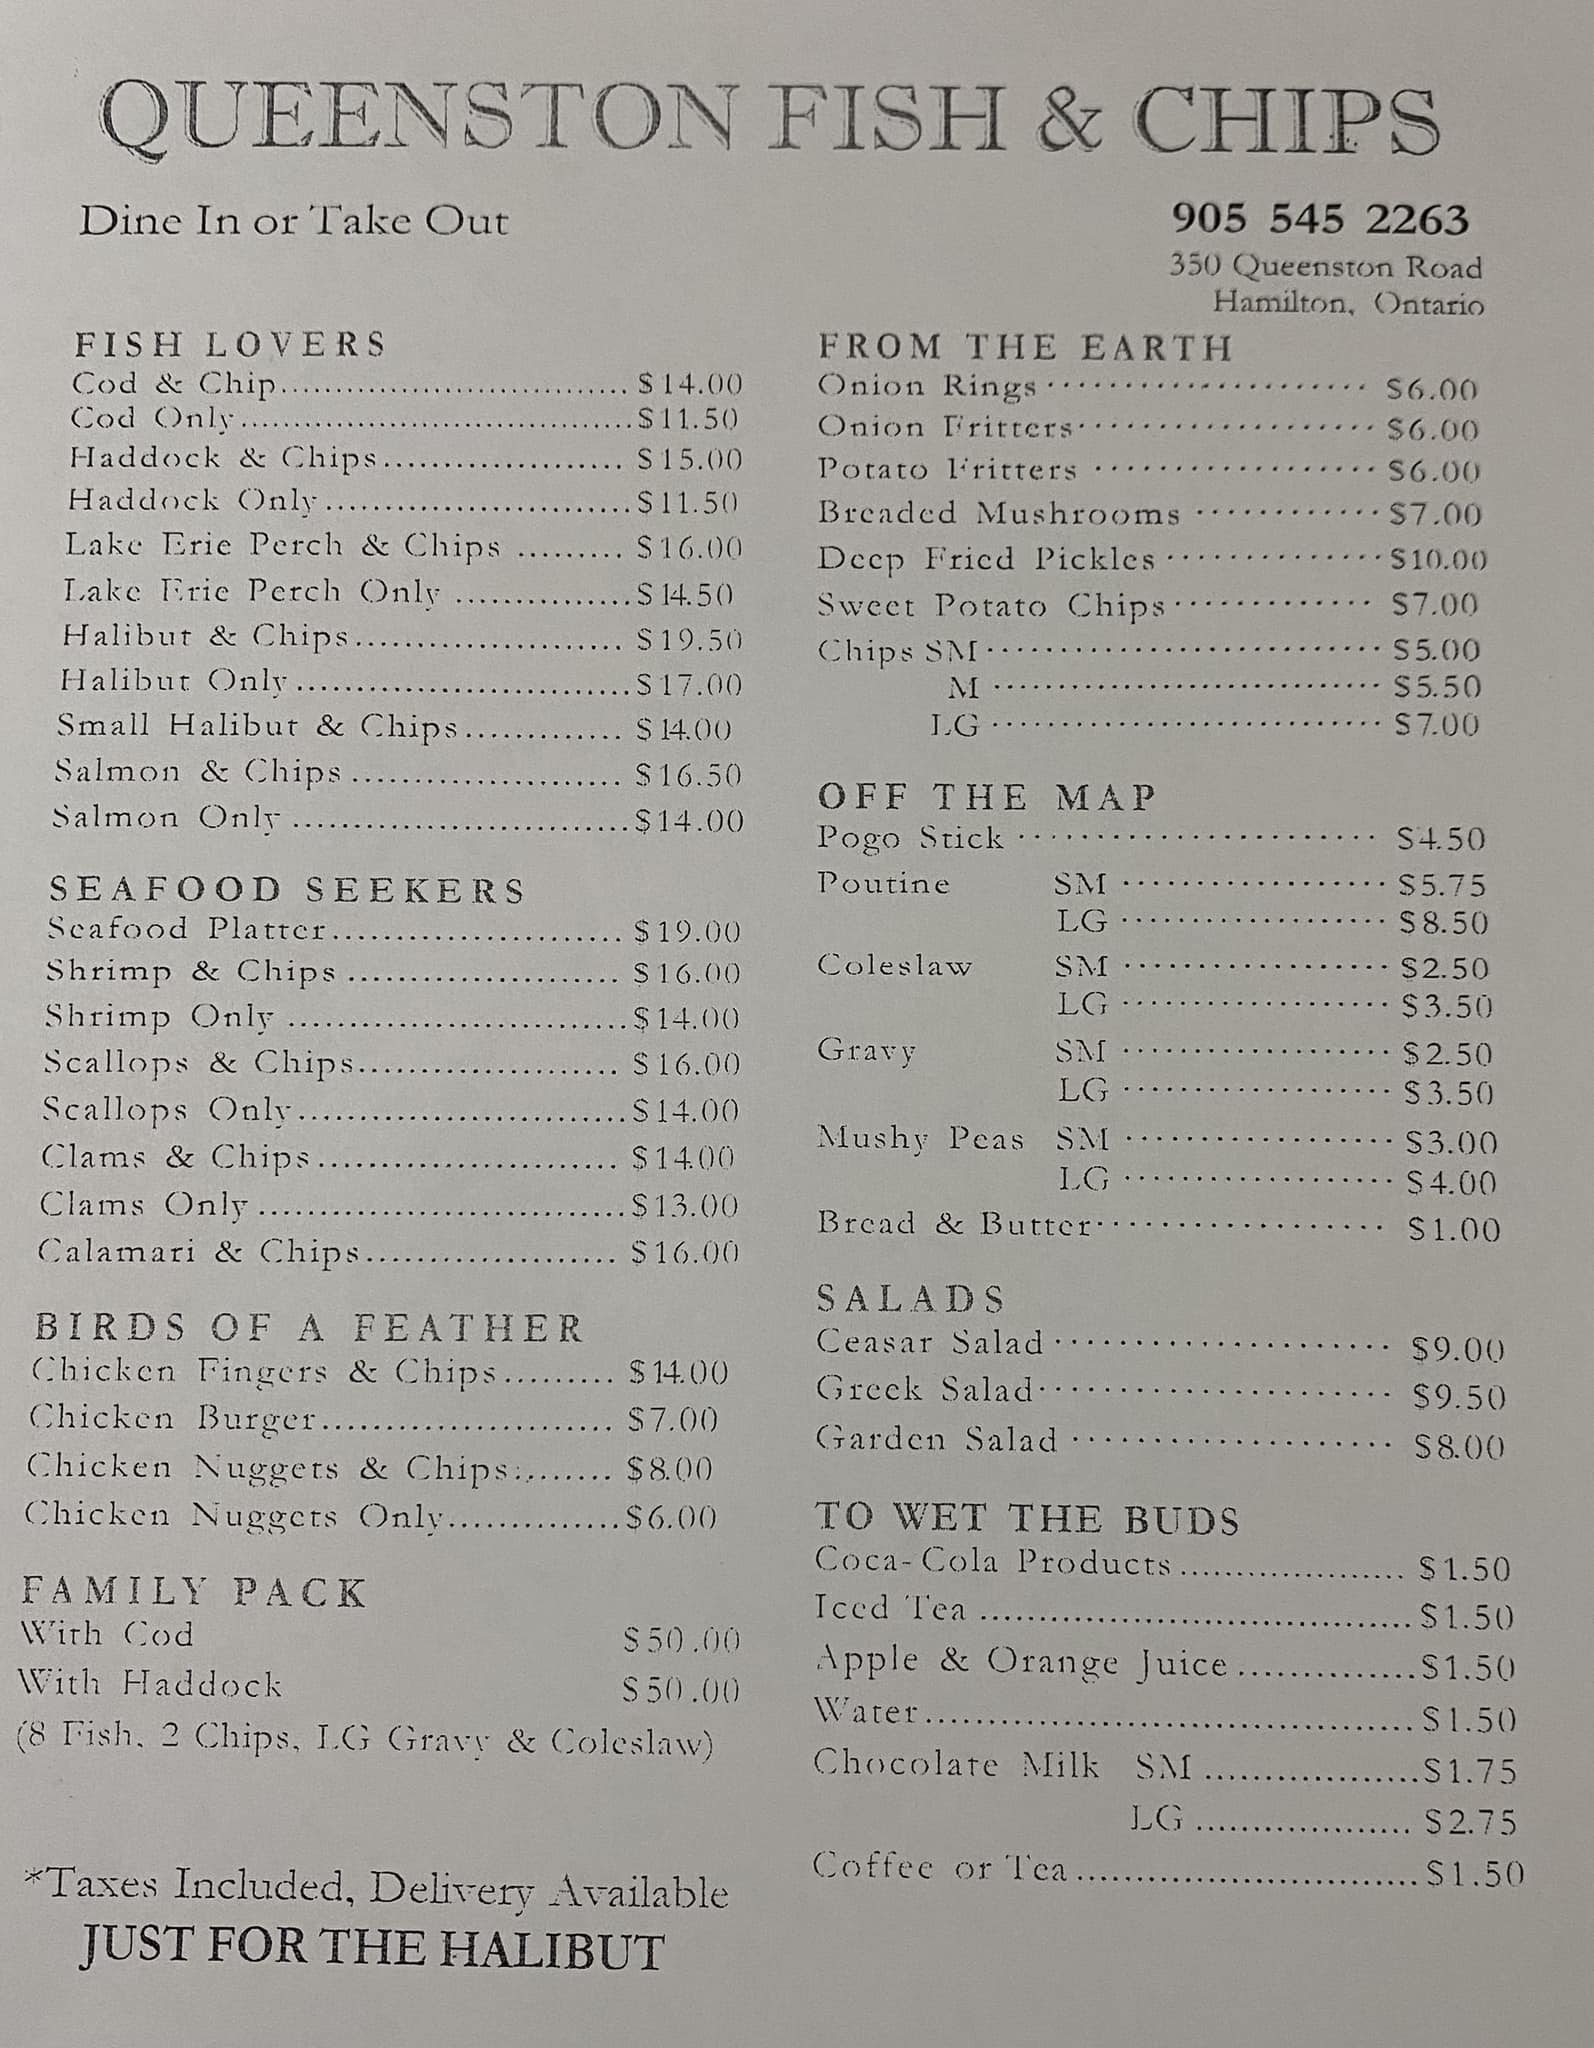 QUEENSTON FISH & CHIPS
Dine In or Take Out
905 545 2263
350 Queenston Road
Hamilton, Ontario
FISH LOVERS
Cod & Chip.............................. $14.00
Cod Only..................................$11.50
Haddock & Chips..................... $15.00
Haddock Only...........................$11.50
Lake Erie Perch & Chips ......... $16.00
Lake Erie Perch Only ...............$14.50
Halibut & Chips....................... $19.50
Halibut Only.............................$17.00
Small Halibut & Chips............. $14.00
Salmon & Chips....................... $16.50
Salmon Only .............................$14.00
SEAFOOD SEEKERS
Seafood Platter......................... $19.00
Shrimp & Chips ....................... $16.00
Shrimp Only .............................$14.00
Scallops & Chips...................... $16.00
Scallops Only............................$14.00
Clams & Chips.......................... $14.00
Clams Only ...............................$13.00
Calamari & Chips..................... $16.00
BIRDS OF A FEATHER
Chicken Fingers & Chips......... $14.00
Chicken Burger......................... $7.00
Chicken Nuggets & Chips........ $8.00
Chicken Nuggets Only...............$6.00
FAMILY PACK
With Cod $50.00
With Haddock $50.00
(8 Fish, 2 Chips, LG Gravy & Coleslaw)
*Taxes Included, Delivery Available
JUST FOR THE HALIBUT
FROM THE EARTH
Onion Rings ...................... $6.00
Onion Fritters.................... $6.00
Potato Fritters ................... $6.00
Breaded Mushrooms ............ $7.00
Deep Fried Pickles ...............$10.00
Sweet Potato Chips.............. $7.00
Chips SM........................... $5.00
M ........................... $5.50
LG ........................... $7.00
OFF THE MAP
Pogo Stick ......................... $4.50
Poutine SM .................. $5.75
LG .................. $8.50
Coleslaw SM .................. $2.50
LG .................. $3.50
Gravy SM .................. $2.50
LG .................. $3.50
Mushy Peas SM .................. $3.00
LG .................. $4.00
Bread & Butter.................... $1.00
SALADS
Ceasar Salad....................... $9.00
Greek Salad........................ $9.50
Garden Salad ...................... $8.00
TO WET THE BUDS
Coca-Cola Products................... $1.50
Iced Tea .....................................$1.50
Apple & Orange Juice...............$1.50
Water..........................................$1.50
Chocolate Milk SM ..................$1.75
LG ................... $2.75
Coffee or Tea.............................$1.50